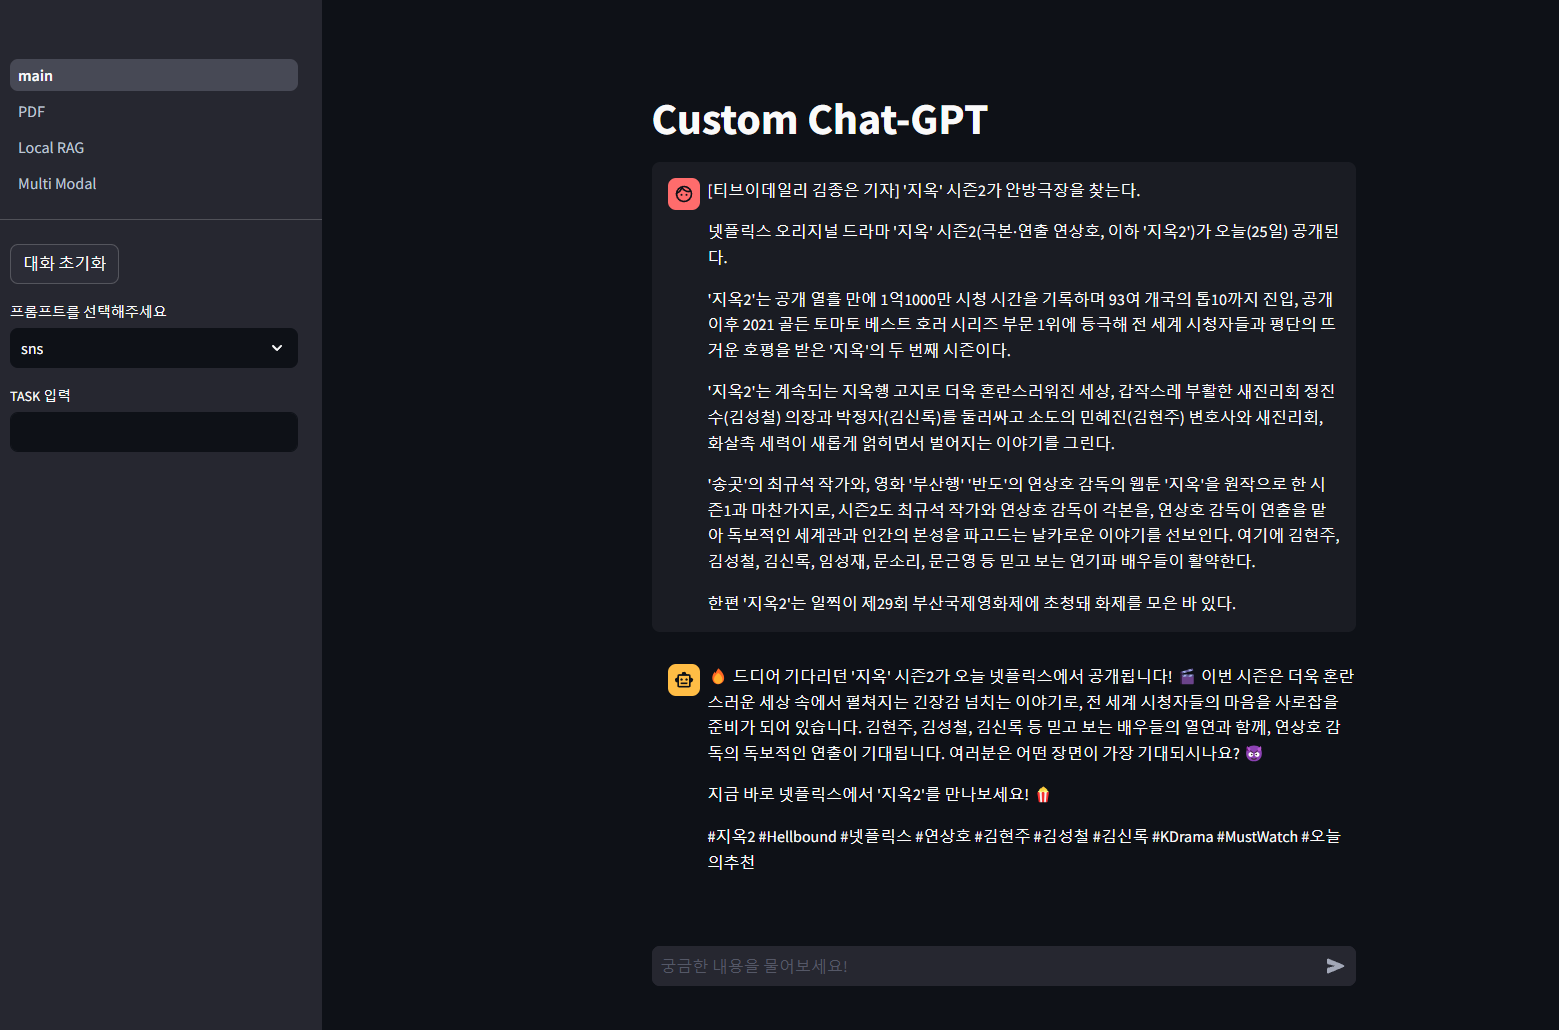 main
PDF
Local RAG
Multi Modal
대화 초기화
프롬프트를 선택해주세요
sns
TASK 입력
Custom Chat-GPT
[티브이데일리 김종은 기자] '지옥' 시즌2가 안방극장을 찾는다.
넷플릭스 오리지널 드라마 '지옥' 시즌2(극본·연출 연상호, 이하 '지옥2')가 오늘(25일) 공개된
다.
'지옥2'는 공개 열흘 만에 1억1000만 시청 시간을 기록하며 93여 개국의 톱10까지 진입, 공개
이후 2021 골든 토마토 베스트 호러 시리즈 부문 1위에 등극해 전 세계 시청자들과 평단의 뜨
거운 호평을 받은 '지옥'의 두 번째 시즌이다.
'지옥2'는 계속되는 지옥행 고지로 더욱 혼란스러워진 세상, 갑작스레 부활한 새진리회 정진
수(김성철) 의장과 박정자(김신록)를 둘러싸고 소도의 민혜진(김현주) 변호사와 새진리회,
화살촉 세력이 새롭게 얽히면서 벌어지는 이야기를 그린다.
'송곳'의 최규석 작가와, 영화 '부산행' '반도'의 연상호 감독의 웹툰 '지옥'을 원작으로 한 시
즌1과 마찬가지로, 시즌2도 최규석 작가와 연상호 감독이 각본을, 연상호 감독이 연출을 맡
아 독보적인 세계관과 인간의 본성을 파고드는 날카로운 이야기를 선보인다. 여기에 김현주,
김성철, 김신록, 임성재, 문소리, 문근영 등 믿고 보는 연기파 배우들이 활약한다.
한편 '지옥2'는 일찍이 제29회 부산국제영화제에 초청돼 화제를 모은 바 있다.
🔥 드디어 기다리던 '지옥' 시즌2가 오늘 넷플릭스에서 공개됩니다! 🎬 이번 시즌은 더욱 혼란
스러운 세상 속에서 펼쳐지는 긴장감 넘치는 이야기로, 전 세계 시청자들의 마음을 사로잡을
준비가 되어 있습니다. 김현주, 김성철, 김신록 등 믿고 보는 배우들의 열연과 함께, 연상호 감
독의 독보적인 연출이 기대됩니다. 여러분은 어떤 장면이 가장 기대되시나요? 😈
지금 바로 넷플릭스에서 '지옥2'를 만나보세요! 🍿
#지옥2 #Hellbound #넷플릭스 #연상호 #김현주 #김성철 #김신록 #KDrama #MustWatch #오늘
의추천
궁금한 내용을 물어보세요!